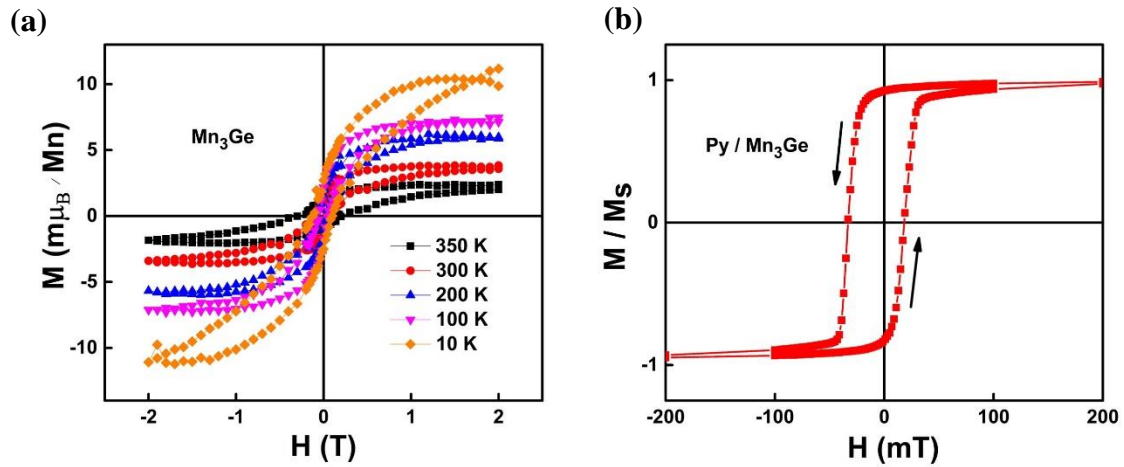 (a)
(b)
M (mμB / Mn)
10
5
0
-5
-10
Mn3Ge
350 K
300 K
200 K
100 K
10 K
-2
-1
0
1
2
H (T)
M / Ms
1
0
-1
Py / Mn3Ge
-200
-100
0
100
200
H (mT)